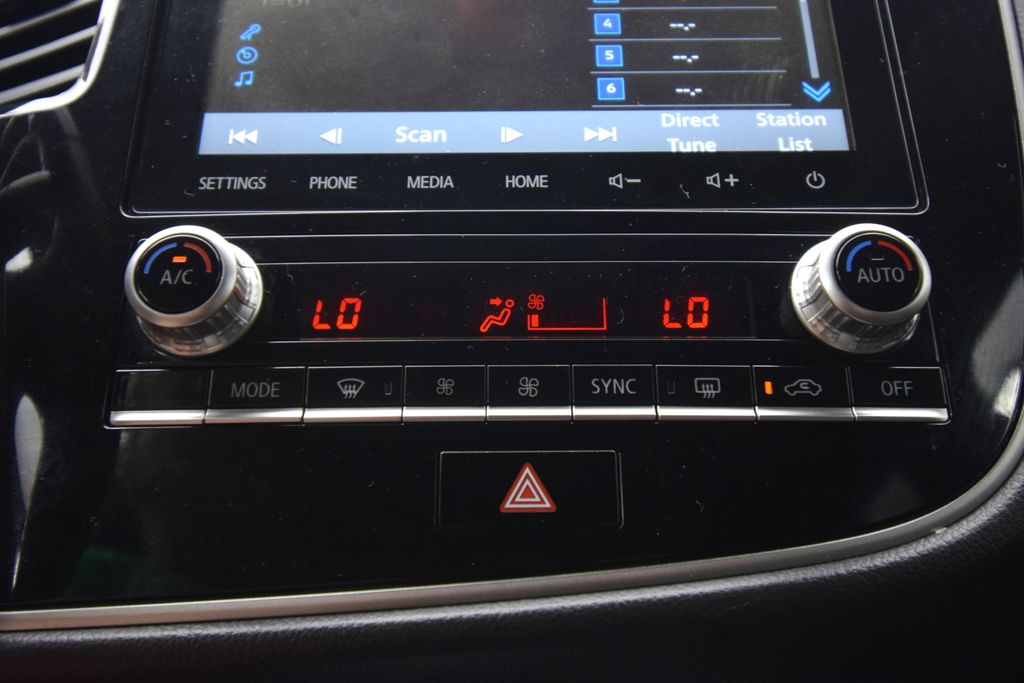 4 --.-
5 --.-
6 --.-
Scan Direct Tune Station List
SETTINGS PHONE MEDIA HOME - +
A/C AUTO
LO LO
MODE SYNC OFF